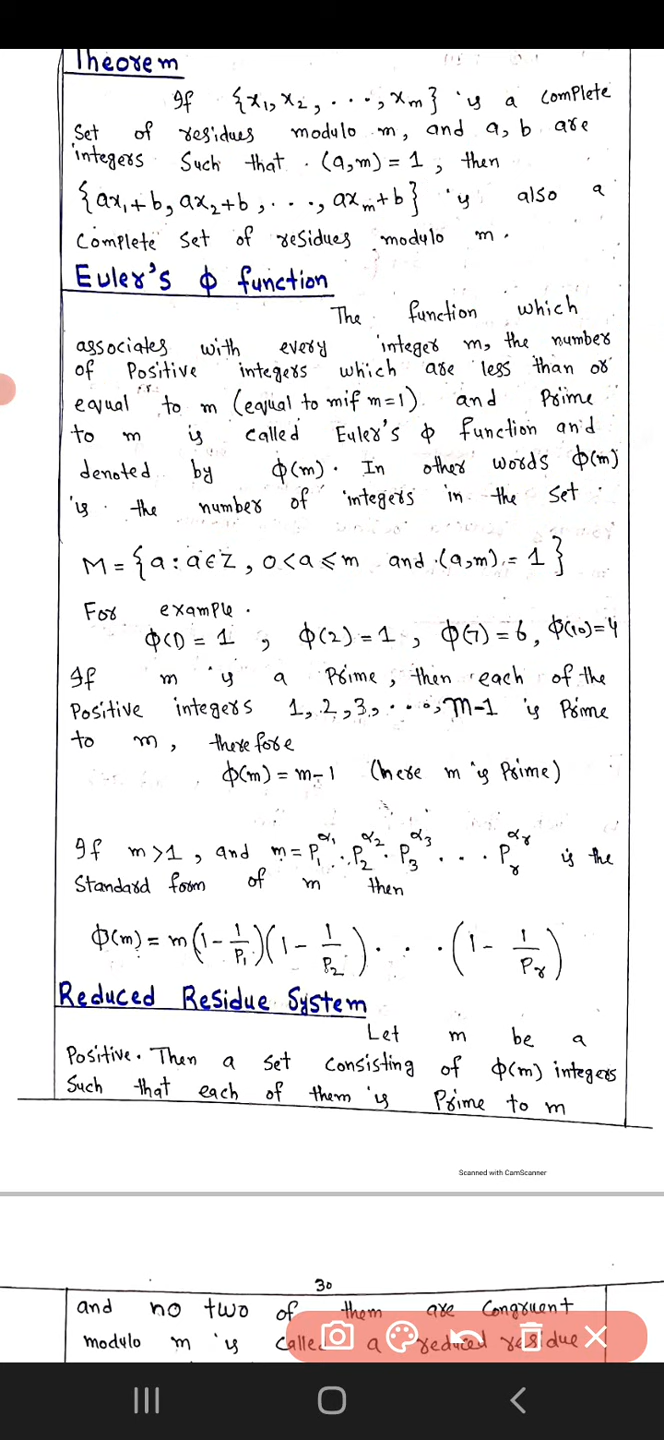 Theorem
If {x₁, x₂, ..., xₘ} is a complete
set of residues modulo m, and a, b are
integers Such that (a,m) = 1, then
{ax₁+b, ax₂+b, ..., axₘ+b} is also a
Complete set of residues modulo m.
Euler's ϕ function
The function which
associates with every integer m, the number
of Positive integers which are less than or
equal to m (equal to m if m=1) and Prime
to m is called Euler's ϕ function and
denoted by ϕ(m). In other words ϕ(m)
is the number of integers in the set
M = {a : a∈Z, 0<a⩽m and (a,m) = 1}
For example.
ϕ(1) = 1, ϕ(2) = 1, ϕ(7) = 6, ϕ(10)=4
If m is a Prime, then each of the
Positive integers 1, 2, 3, ..., m-1 is Prime
to m, therefore
ϕ(m) = m-1 (here m is Prime)
If m>1, and m = P₁^α₁ . P₂^α₂ . P₃^α₃ ... Pᵣ^αᵣ is the
Standard form of m then
ϕ(m) = m(1 - 1/P₁)(1 - 1/P₂) ... (1 - 1/Pᵣ)
Reduced Residue System
Let m be a
Positive. Then a set consisting of ϕ(m) integers
Such that each of them is Prime to m
Scanned with CamScanner
30
and no two of them are Congruent
modulo m is called a reduced residue